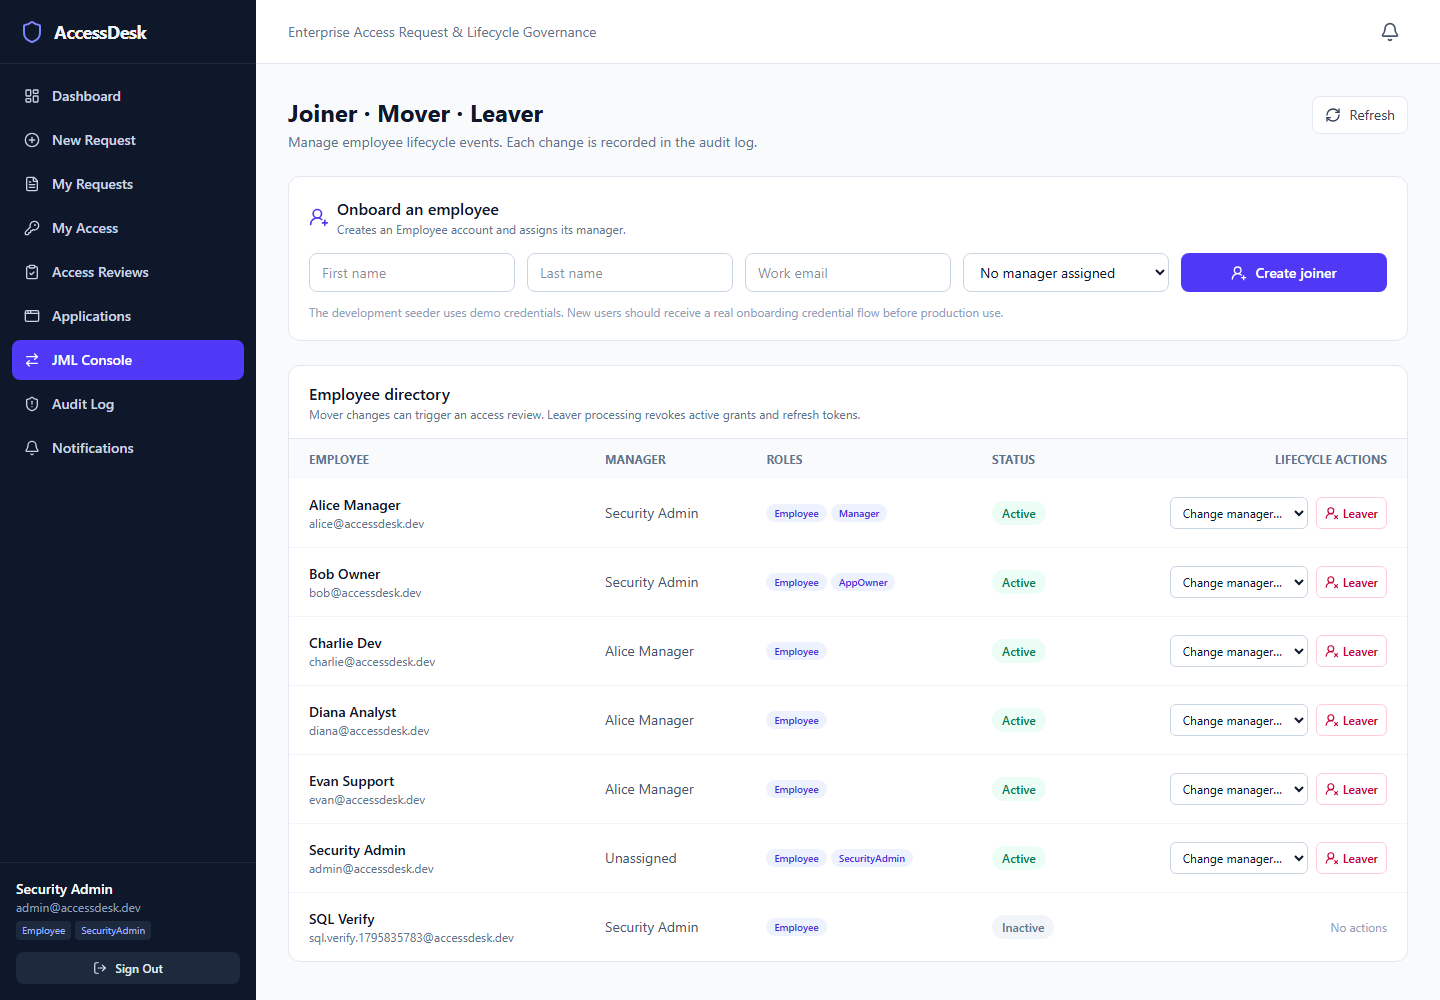 AccessDesk
Dashboard
New Request
My Requests
My Access
Access Reviews
Applications
JML Console
Audit Log
Notifications
Security Admin
admin@accessdesk.dev
Employee SecurityAdmin
Sign Out
Enterprise Access Request & Lifecycle Governance
Joiner · Mover · Leaver
Manage employee lifecycle events. Each change is recorded in the audit log.
Refresh
Onboard an employee
Creates an Employee account and assigns its manager.
First name Last name Work email No manager assigned Create joiner
The development seeder uses demo credentials. New users should receive a real onboarding credential flow before production use.
Employee directory
Mover changes can trigger an access review. Leaver processing revokes active grants and refresh tokens.
EMPLOYEE MANAGER ROLES STATUS LIFECYCLE ACTIONS
Alice Manager
alice@accessdesk.dev
Security Admin Employee Manager Active Change manager... Leaver
Bob Owner
bob@accessdesk.dev
Security Admin Employee AppOwner Active Change manager... Leaver
Charlie Dev
charlie@accessdesk.dev
Alice Manager Employee Active Change manager... Leaver
Diana Analyst
diana@accessdesk.dev
Alice Manager Employee Active Change manager... Leaver
Evan Support
evan@accessdesk.dev
Alice Manager Employee Active Change manager... Leaver
Security Admin
admin@accessdesk.dev
Unassigned Employee SecurityAdmin Active Change manager... Leaver
SQL Verify
sql.verify.1795835783@accessdesk.dev
Security Admin Employee Inactive No actions